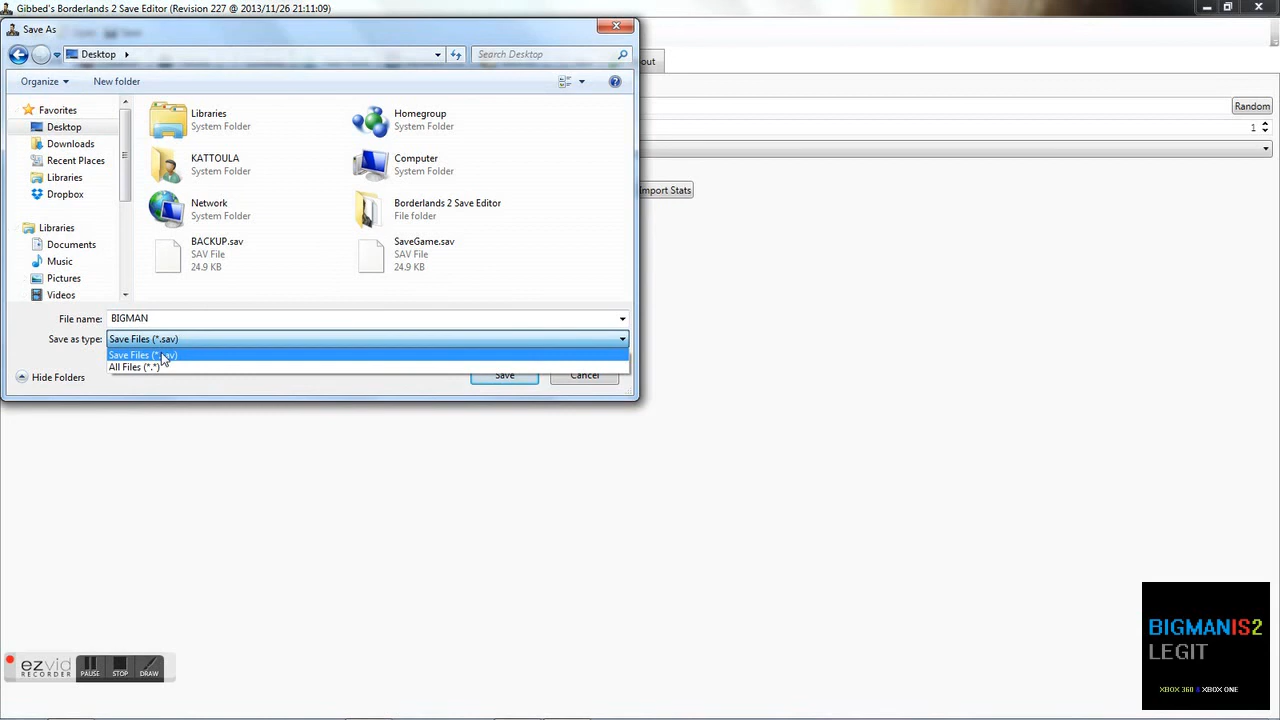 Gibbed's Borderlands 2 Save Editor (Revision 227 @ 2013/11/26 21:11:09)
Save As
Desktop
Search Desktop
out
Organize
New folder
Favorites
Desktop
Downloads
Recent Places
Libraries
Dropbox
Libraries
Documents
Music
Pictures
Videos
Libraries
System Folder
Homegroup
System Folder
KATTOULA
System Folder
Computer
System Folder
Network
System Folder
Borderlands 2 Save Editor
File folder
BACKUP.sav
SAV File
24.9 KB
SaveGame.sav
SAV File
24.9 KB
Random
1
Import Stats
File name: BIGMAN
Save as type: Save Files (*.sav)
Save Files (*.sav)
All Files (*.*)
Hide Folders
Save
Cancel
ezvid
RECORDER
PAUSE
STOP
DRAW
BIGMANIS2
LEGIT
XBOX 360 & XBOX ONE